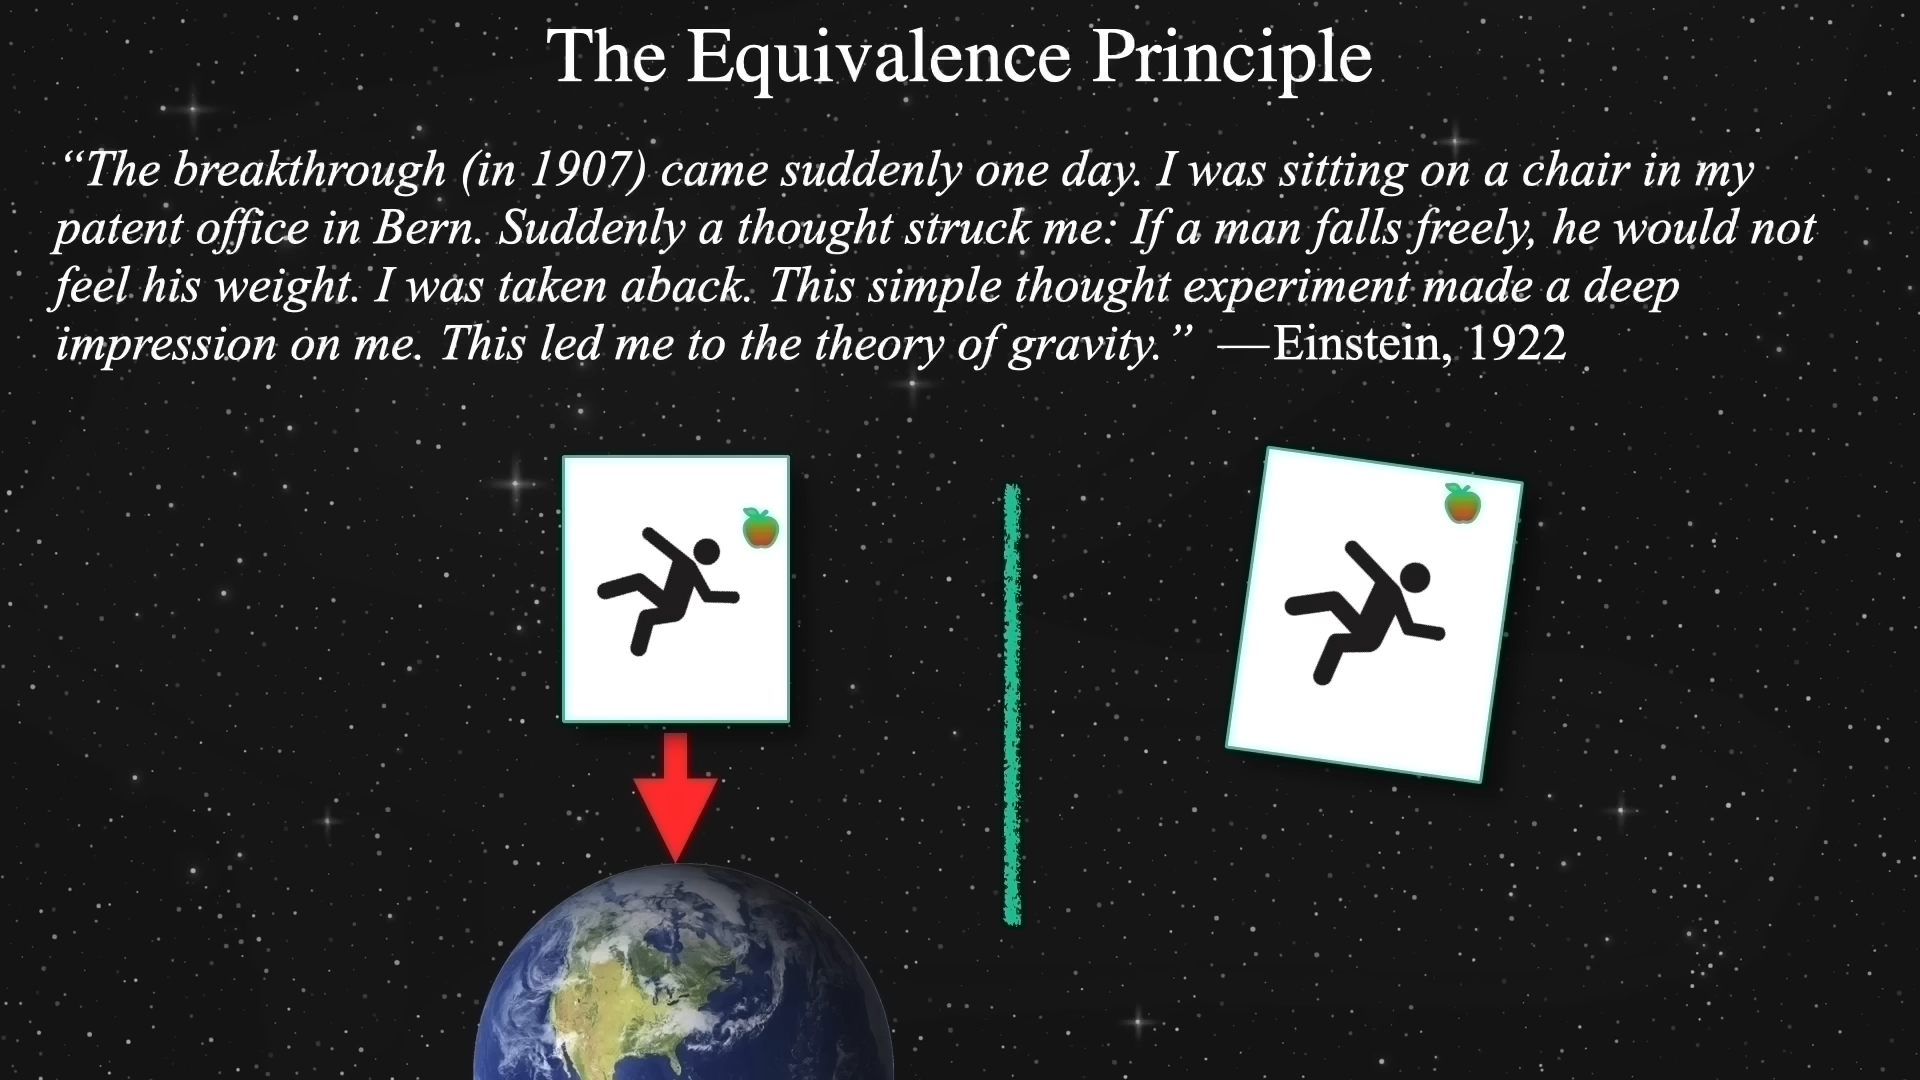 The Equivalence Principle
“The breakthrough (in 1907) came suddenly one day. I was sitting on a chair in my
patent office in Bern. Suddenly a thought struck me: If a man falls freely, he would not
feel his weight. I was taken aback. This simple thought experiment made a deep
impression on me. This led me to the theory of gravity.” —Einstein, 1922